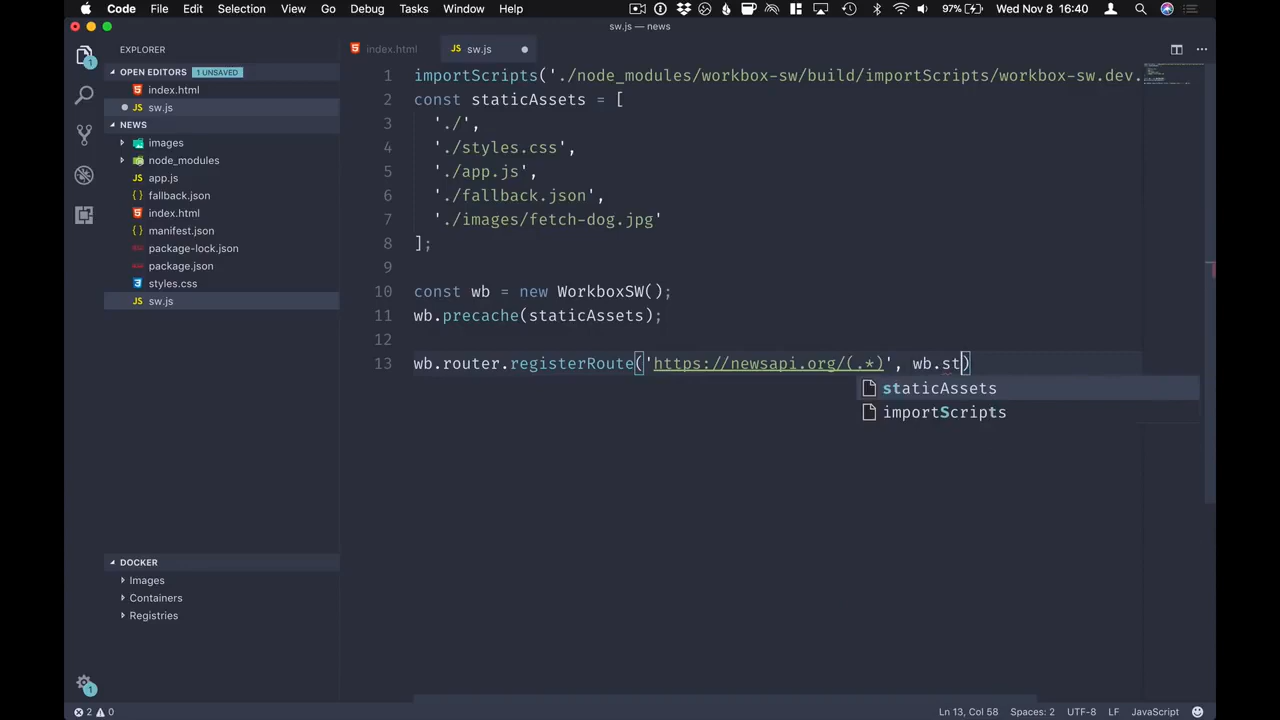 Code File Edit Selection View Go Debug Tasks Window Help 97% Wed Nov 8 16:40
sw.js — news
EXPLORER
index.html
JS sw.js
OPEN EDITORS 1 UNSAVED
index.html
JS sw.js
NEWS
images
node_modules
JS app.js
{} fallback.json
index.html
{} manifest.json
package-lock.json
package.json
styles.css
JS sw.js
1 importScripts('./node_modules/workbox-sw/build/importScripts/workbox-sw.dev.
2 const staticAssets = [
3 './',
4 './styles.css',
5 './app.js',
6 './fallback.json',
7 './images/fetch-dog.jpg'
8 ];
9
10 const wb = new WorkboxSW();
11 wb.precache(staticAssets);
12
13 wb.router.registerRoute('https://newsapi.org/(.*)', wb.st)
staticAssets
importScripts
DOCKER
Images
Containers
Registries
1
1
2 0 Ln 13, Col 58 Spaces: 2 UTF-8 LF JavaScript